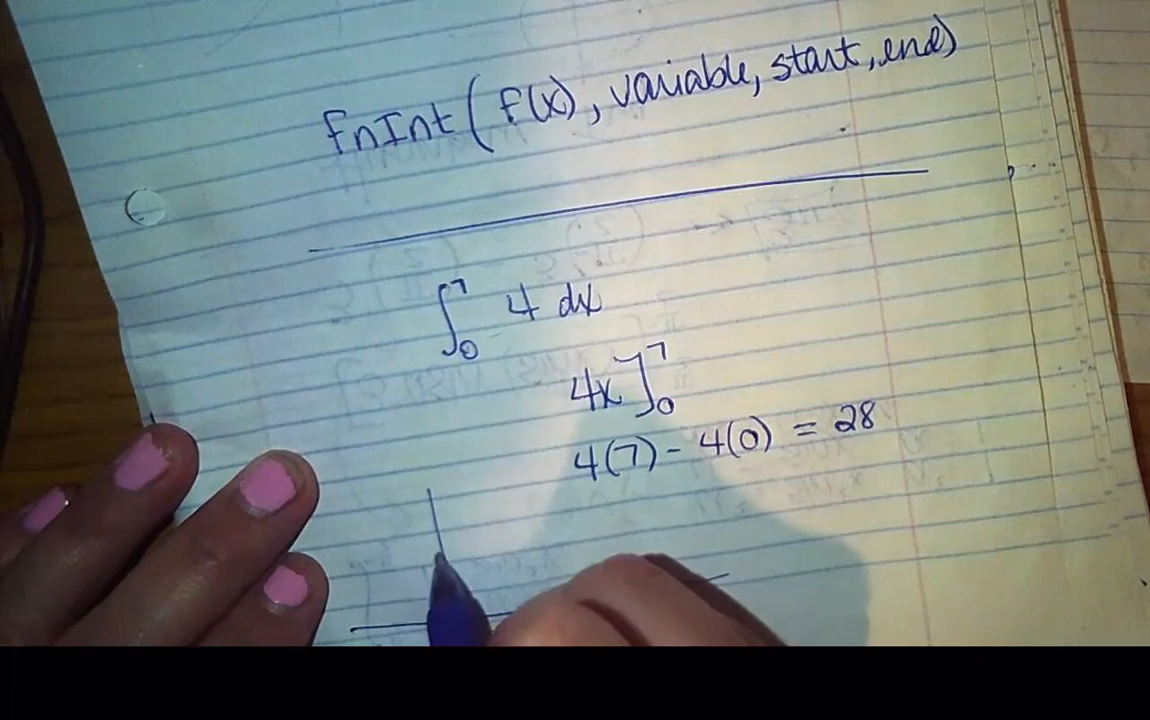 fnInt( f(x), variable, start, end)
∫₀⁷ 4 dx
4x]₀⁷
4(7) - 4(0) = 28